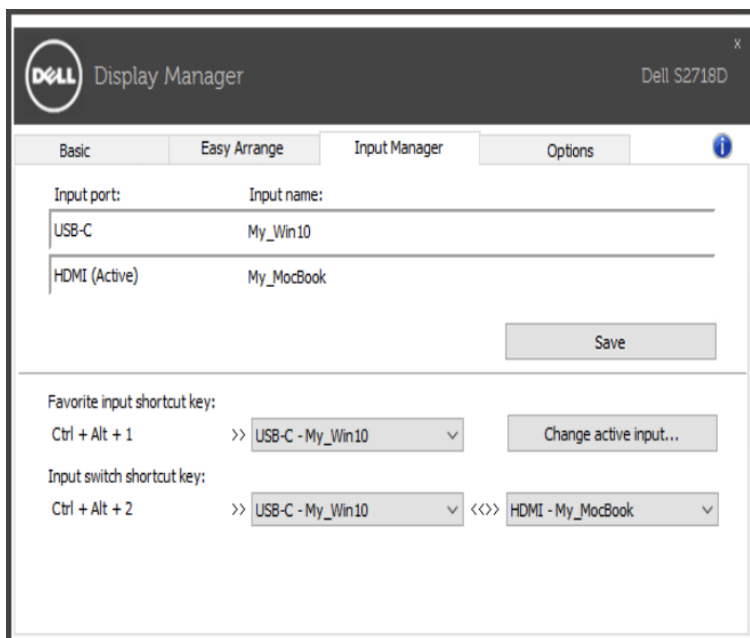 DELL Display Manager x
Dell S2718D
Basic Easy Arrange Input Manager Options i
Input port: Input name:
USB-C My_Win10
HDMI (Active) My_MocBook
Save
Favorite input shortcut key:
Ctrl + Alt + 1 >> USB-C - My_Win10 Change active input...
Input switch shortcut key:
Ctrl + Alt + 2 >> USB-C - My_Win10 <<>> HDMI - My_MocBook